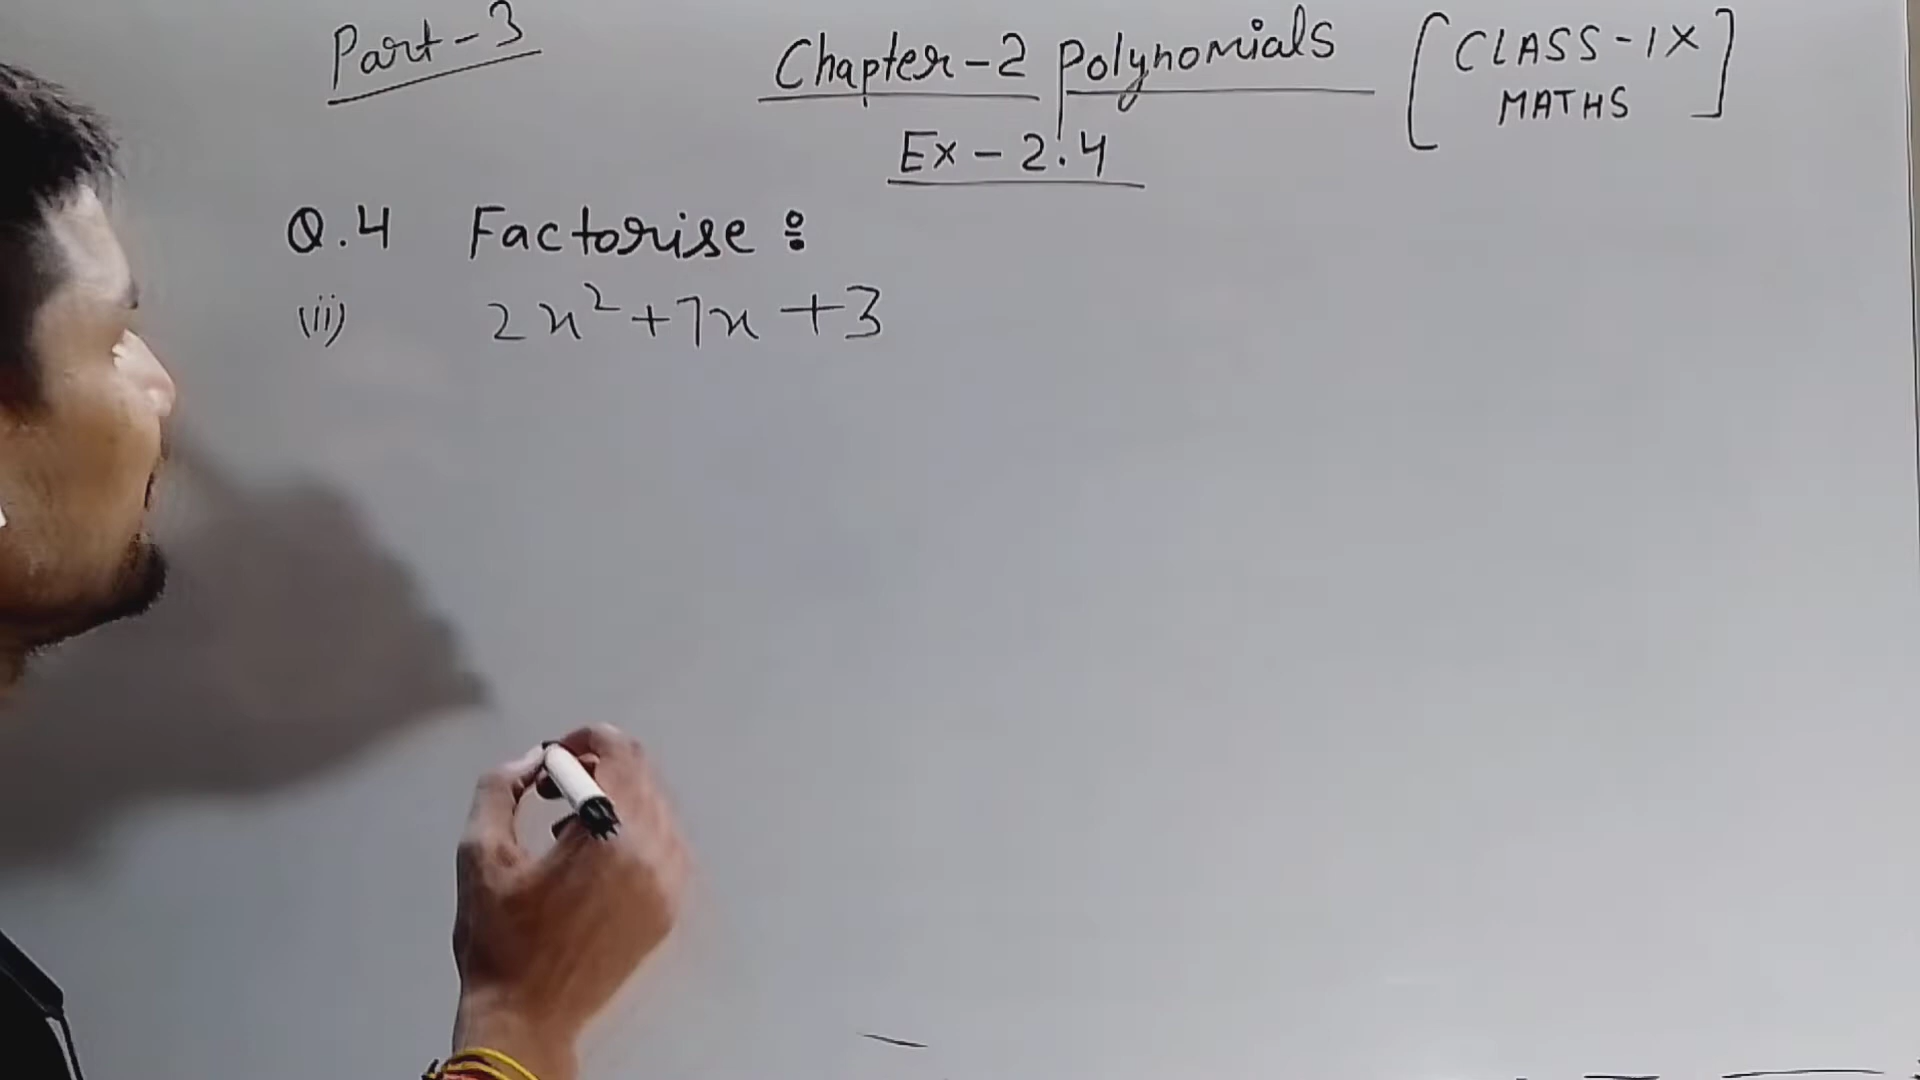 Part-3
Chapter-2 Polynomials [CLASS-IX MATHS]
Ex-2.4
Q.4 Factorise :
(ii) 2x²+7x+3